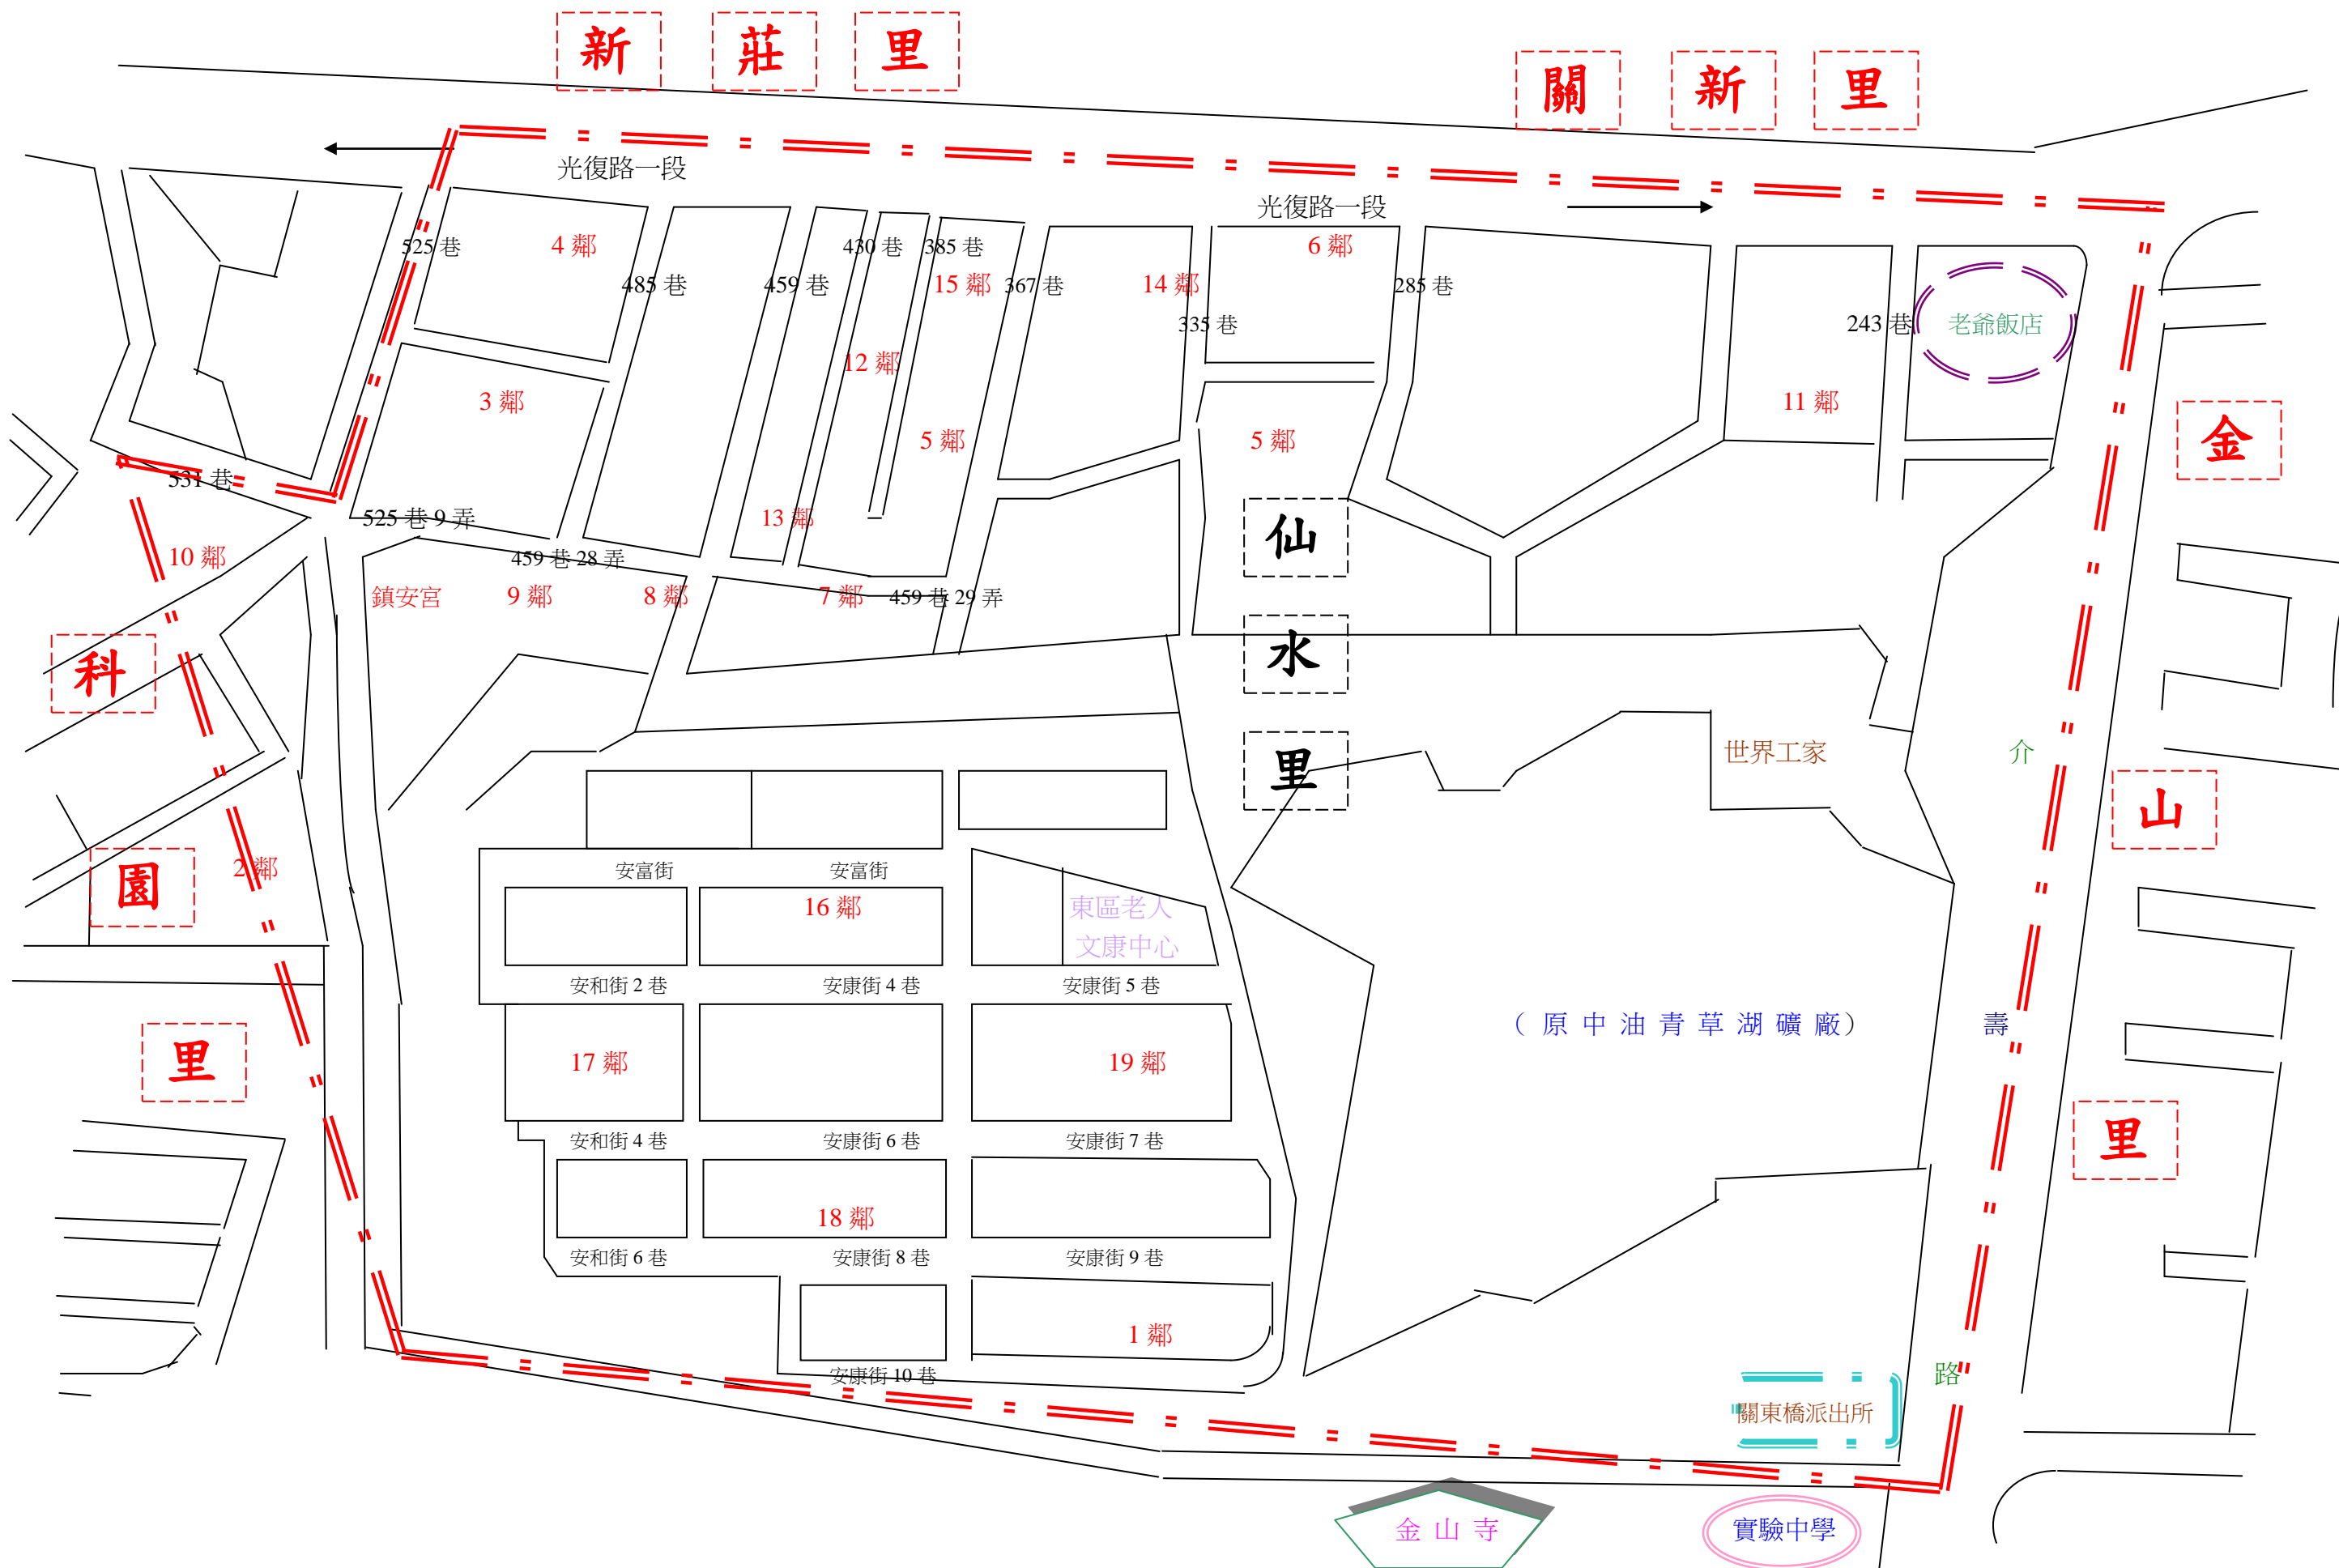 新莊里
關新里
光復路一段
光復路一段
525 巷
4 鄰
430 巷
385 巷
6 鄰
485 巷
459 巷
15 鄰
367 巷
14 鄰
285 巷
335 巷
243 巷
老爺飯店
12 鄰
3 鄰
11 鄰
5 鄰
5 鄰
金
531 巷
525 巷 9 弄
13 鄰
仙
10 鄰
459 巷 28 弄
鎮安宮
9 鄰
8 鄰
7 鄰
459 巷 29 弄
水
科
里
世界工家
介
山
2 鄰
園
安富街
安富街
16 鄰
東區老人
文康中心
安和街 2 巷
安康街 4 巷
安康街 5 巷
（原中油青草湖礦廠）
壽
里
17 鄰
19 鄰
安和街 4 巷
安康街 6 巷
安康街 7 巷
里
18 鄰
安和街 6 巷
安康街 8 巷
安康街 9 巷
1 鄰
安康街 10 巷
路
關東橋派出所
金山寺
實驗中學